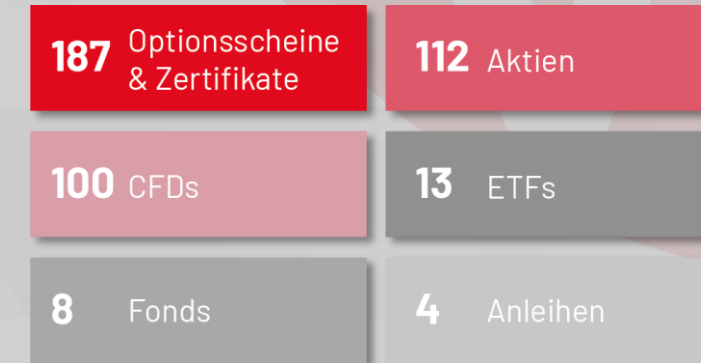 187 Optionsscheine
& Zertifikate
112 Aktien
100 CFDs
13 ETFs
8 Fonds
4 Anleihen